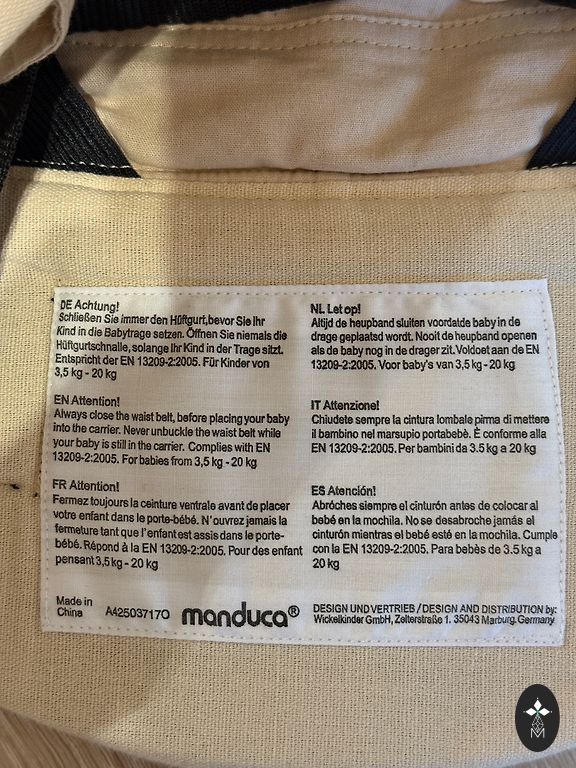 DE Achtung!
Schließen Sie immer den Hüftgurt, bevor Sie Ihr
Kind in die Babytrage setzen. Öffnen Sie niemals die
Hüftgurtschnalle, solange Ihr Kind in der Trage sitzt.
Entspricht der EN 13209-2:2005. Für Kinder von
3,5 kg - 20 kg
EN Attention!
Always close the waist belt, before placing your baby
into the carrier. Never unbuckle the waist belt while
your baby is still in the carrier. Complies with EN
13209-2:2005. For babies from 3,5 kg - 20 kg
FR Attention!
Fermez toujours la ceinture ventrale avant de placer
votre enfant dans le porte-bébé. N'ouvrez jamais la
fermeture tant que l'enfant est assis dans le porte-
bébé. Répond à la EN 13209-2:2005. Pour des enfant
pensant 3,5 kg - 20 kg
NL Let op!
Altijd de heupband sluiten voordat de baby in de
drage geplaatsd wordt. Nooit de heupband openen
als de baby nog in de drager zit. Voldoet aan de EN
13209-2:2005. Voor baby's van 3,5 kg - 20 kg
IT Attenzione!
Chiudete sempre la cintura lombale pirma di mettere
il bambino nel marsupio portabebè. È conforme alla
EN 13209-2:2005. Per bambini da 3.5 kg a 20 kg
ES Atención!
Abróches siempre el cinturón antes de colocar al
bebé en la mochila. No se desabroche jamás el
cinturón mientras el bebé esté en la mochila. Cumple
con la EN 13209-2:2005. Para bebès de 3.5 kg a
20 kg
Made in
China
A42503717O
manduca®
DESIGN UND VERTRIES / DESIGN AND DISTRIBUTION by:
Wickelkinder GmbH, Zelterstraße 1. 35043 Marburg. Germany
M